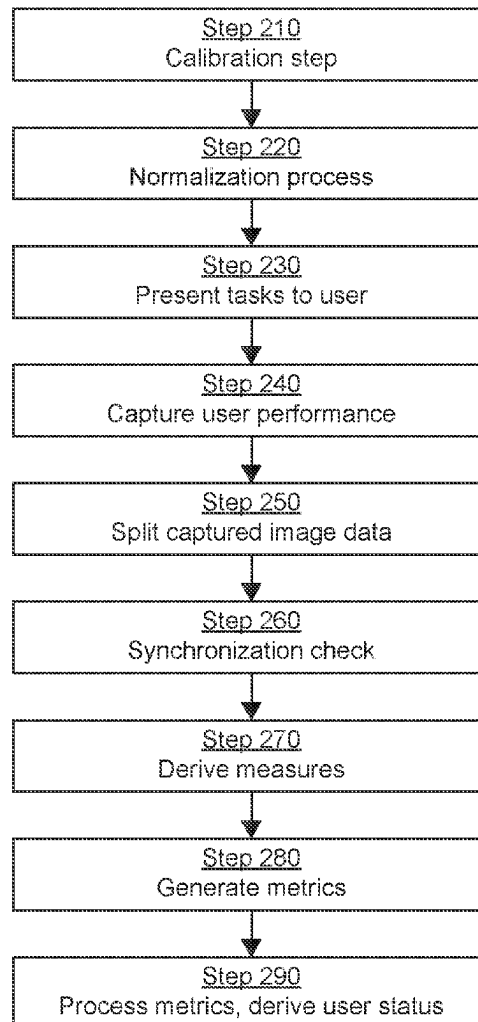 Step 210
Calibration step
Step 220
Normalization process
Step 230
Present tasks to user
Step 240
Capture user performance
Step 250
Split captured image data
Step 260
Synchronization check
Step 270
Derive measures
Step 280
Generate metrics
Step 290
Process metrics, derive user status